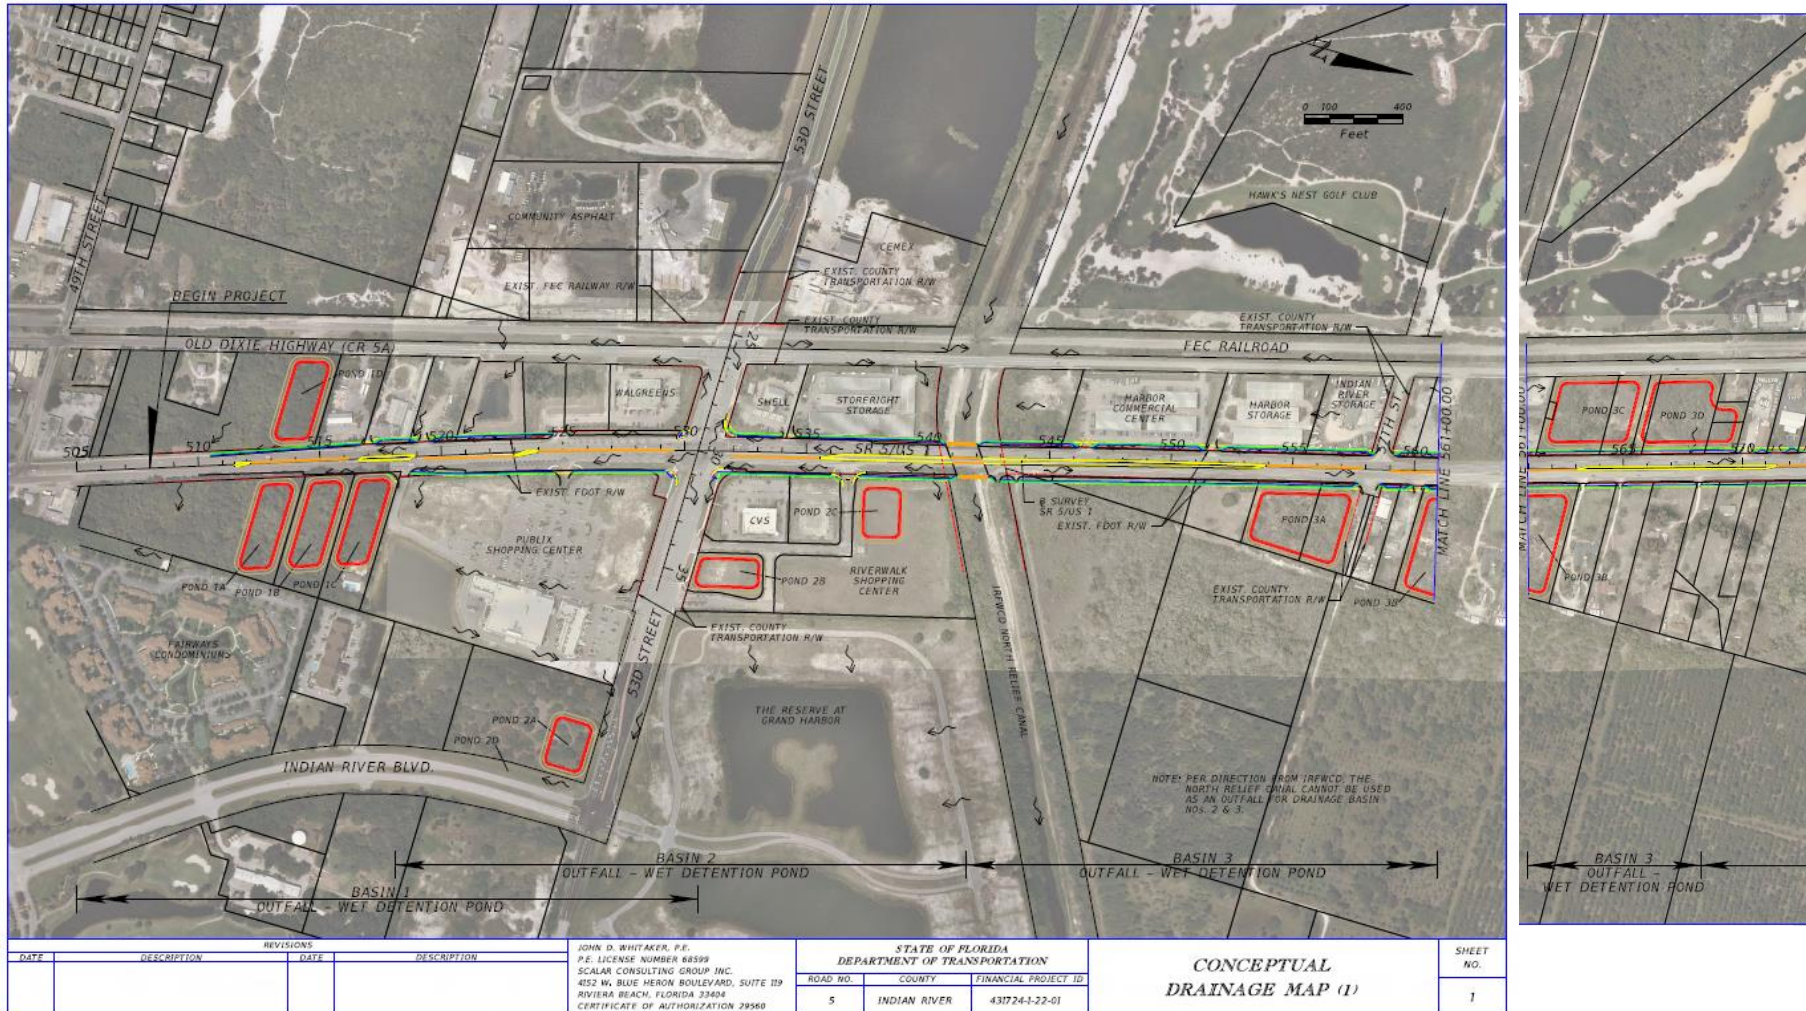 49TH STREET
BEGIN PROJECT
OLD DIXIE HIGHWAY (CR 5A)
COMMUNITY ASPHALT
53D STREET
CEMEX
EXIST. FEC RAILWAY R/W
EXIST. COUNTY
TRANSPORTATION R/W
EXIST. COUNTY
TRANSPORTATION R/W
0 100 400
Feet
HAWK'S NEST GOLF CLUB
EXIST. COUNTY
TRANSPORTATION R/W
FEC RAILROAD
POND 1D
WALGREENS
SHELL
STORERIGHT
STORAGE
HARBOR
COMMERCIAL
CENTER
HARBOR
STORAGE
INDIAN
RIVER
STORAGE
57TH ST
25
30
35
505
510
515
520
525
530
535
540
545
550
555
560
SR 5/US 1
EXIST. FDOT R/W
PUBLIX
SHOPPING CENTER
CVS
POND 2C
POND 2B
RIVERWALK
SHOPPING
CENTER
B SURVEY
SR 5/US 1
EXIST. FDOT R/W
POND 3A
EXIST. COUNTY
TRANSPORTATION R/W
POND 3B
MATCH LINE 561+00.00
POND 1A
POND 1B
POND 1C
FAIRWAYS
CONDOMINIUMS
EXIST. COUNTY
TRANSPORTATION R/W
53D STREET
IRFWCD NORTH RELIEF CANAL
POND 2A
POND 2D
INDIAN RIVER BLVD.
THE RESERVE AT
GRAND HARBOR
NOTE: PER DIRECTION FROM IRFWCD, THE
NORTH RELIEF CANAL CANNOT BE USED
AS AN OUTFALL FOR DRAINAGE BASIN
NOS. 2 & 3.
BASIN 2
OUTFALL - WET DETENTION POND
BASIN 3
OUTFALL - WET DETENTION POND
BASIN 1
OUTFALL - WET DETENTION POND
MATCH LINE 561+00.00
POND 3C
POND 3D
565
570
POND 3B
BASIN 3
OUTFALL -
WET DETENTION POND
REVISIONS
DATE DESCRIPTION DATE DESCRIPTION
JOHN D. WHITAKER, P.E.
P.E. LICENSE NUMBER 68599
SCALAR CONSULTING GROUP INC.
4152 W. BLUE HERON BOULEVARD, SUITE 119
RIVIERA BEACH, FLORIDA 33404
CERTIFICATE OF AUTHORIZATION 29560
STATE OF FLORIDA
DEPARTMENT OF TRANSPORTATION
ROAD NO. COUNTY FINANCIAL PROJECT ID
5 INDIAN RIVER 431724-1-22-01
CONCEPTUAL
DRAINAGE MAP (1)
SHEET
NO.
1